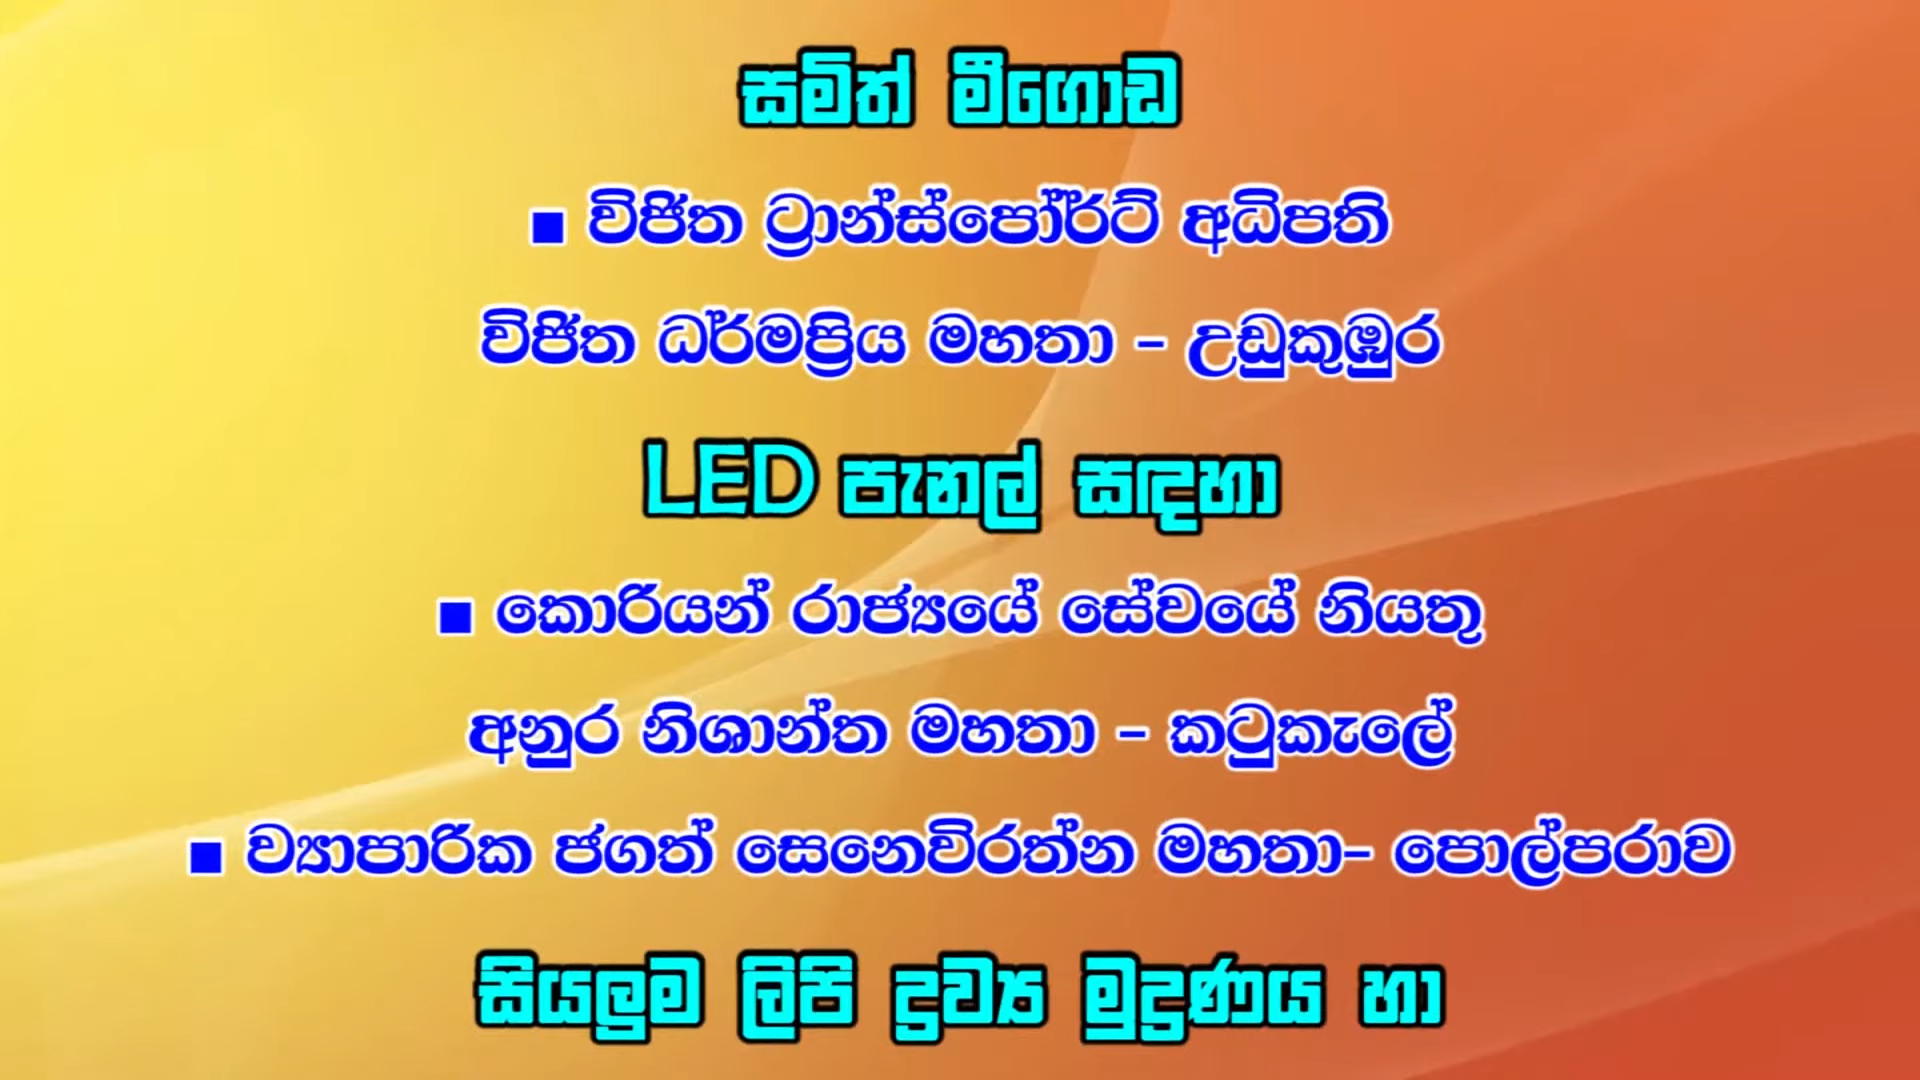 සමිත් මීගොඩ
■ විජිත ට්‍රාන්ස්පෝර්ට් අධිපති
විජිත ධර්මප්‍රිය මහතා - උඩුකුඹුර
LED පැනල් සඳහා
■ කොරියන් රාජ්‍යයේ සේවයේ නියතු
අනුර නිශාන්ත මහතා - කටුකැලේ
■ ව්‍යාපාරික ජගත් සෙනෙවිරත්න මහතා- පොල්පරාව
සියලුම ලිපි ද්‍රව්‍ය මුද්‍රණය හා